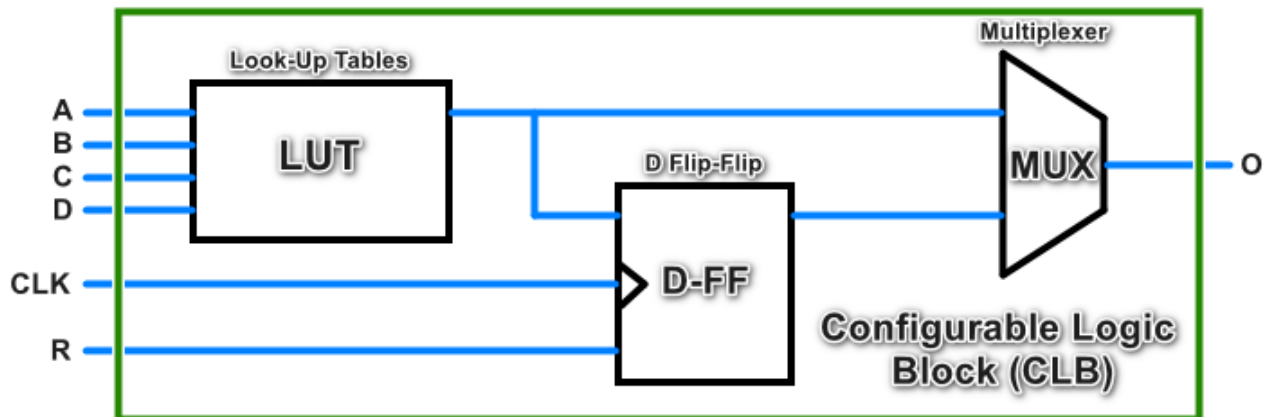 Multiplexer
Look-Up Tables
A
B
C
D
LUT
D Flip-Flip
MUX
O
CLK
D-FF
R
Configurable Logic
Block (CLB)